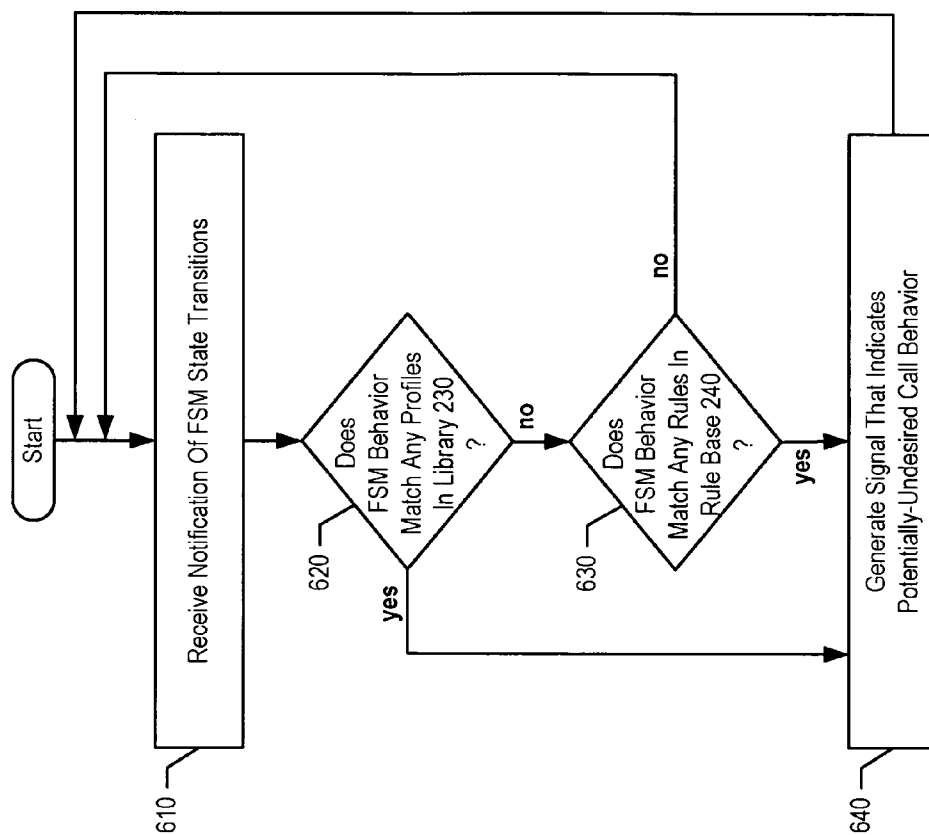 Start
610
Receive Notification Of FSM State Transitions
620
Does
FSM Behavior
Match Any Profiles
In Library 230
?
yes
no
630
Does
FSM Behavior
Match Any Rules In
Rule Base 240
?
no
yes
640
Generate Signal That Indicates
Potentially-Undesired Call Behavior